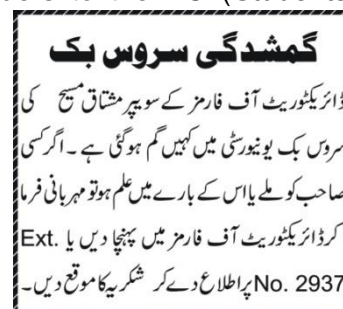 گمشدگی سروس بک
ڈائریکٹوریٹ آف فارمز کے سویپر مشتاق مسیح کی
سروس بک یونیورسٹی میں کہیں گم ہوگئی ہے ۔ اگر کسی
صاحب کو ملے یا اس کے بارے میں علم ہو تو مہربانی فرما
کر ڈائریکٹوریٹ آف فارمز میں پہنچا دیں یا Ext.
No. 2937 پر اطلاع دے کر شکریہ کا موقع دیں۔